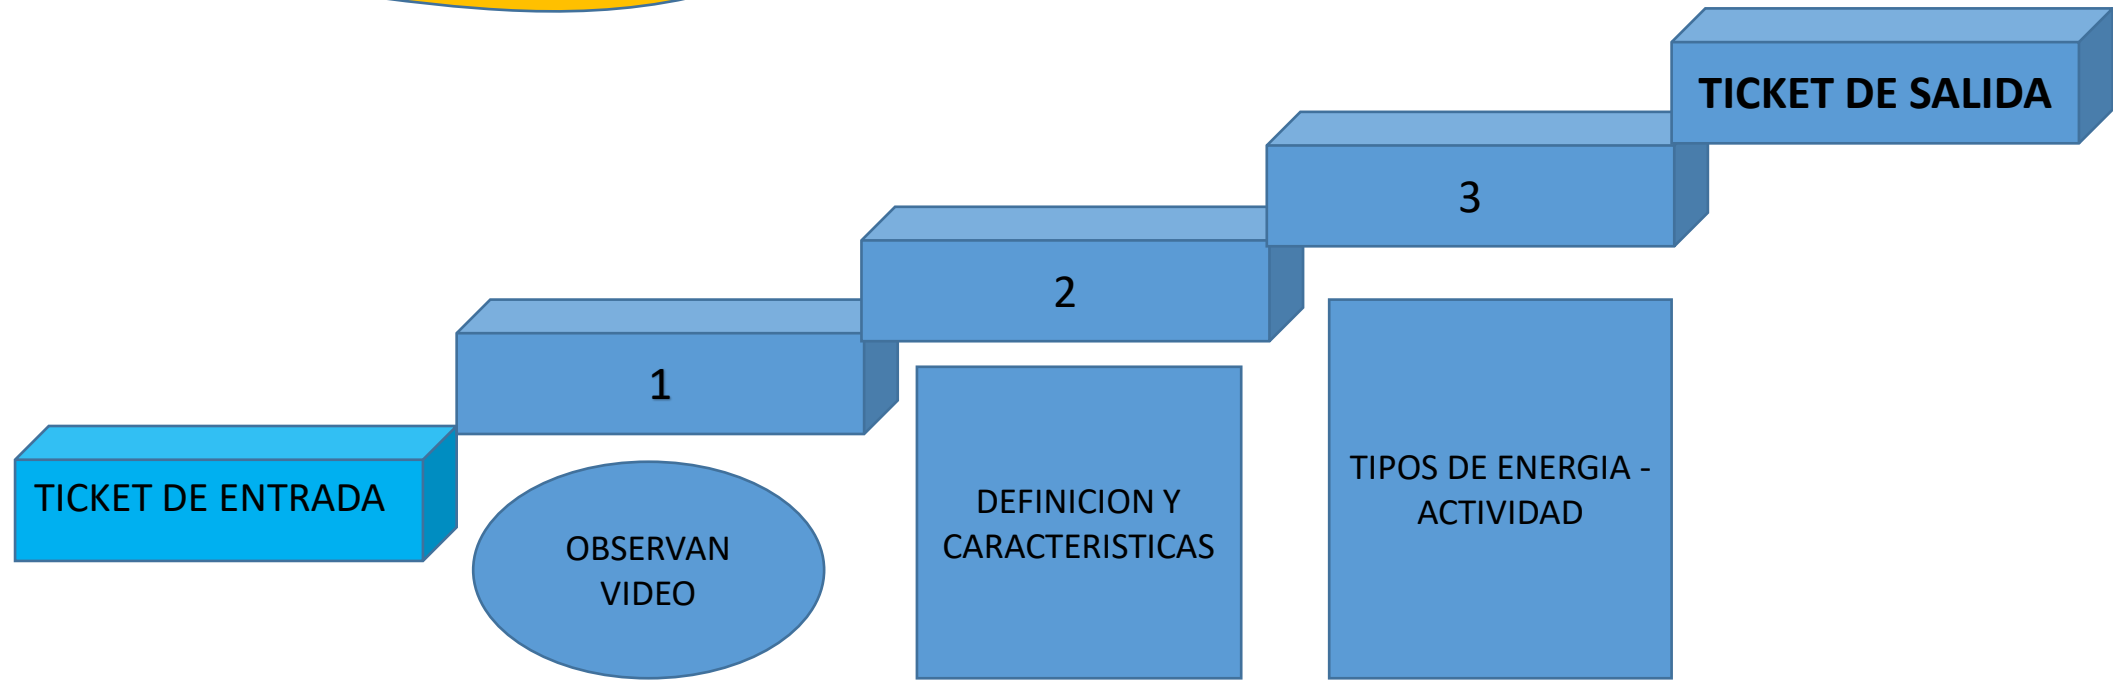 TICKET DE SALIDA
3
2
1
TICKET DE ENTRADA
OBSERVAN
VIDEO
DEFINICION Y
CARACTERISTICAS
TIPOS DE ENERGIA -
ACTIVIDAD